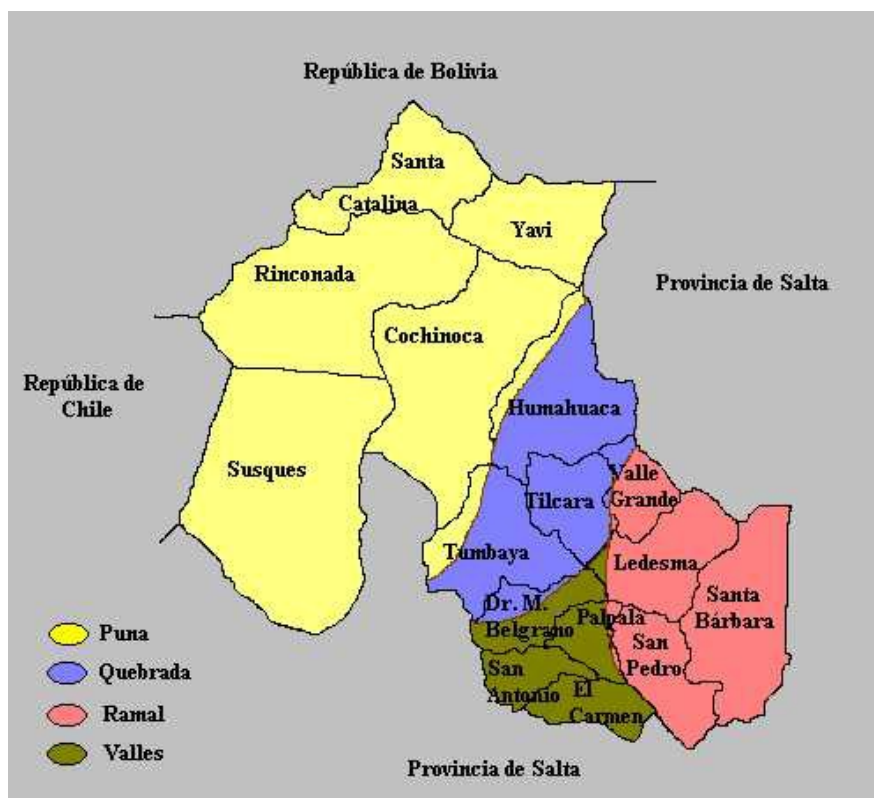 República de Bolivia
Santa
Catalina
Yavi
Rinconada
Provincia de Salta
Cochinoca
República de
Chile
Humahuaca
Susques
Valle
Grande
Tilcara
Tumbaya
Ledesma
Santa
Bárbara
Dr. M.
Belgrano
Palpala
San
Pedro
San
Antonio
El
Carmen
Puna
Quebrada
Ramal
Valles
Provincia de Salta